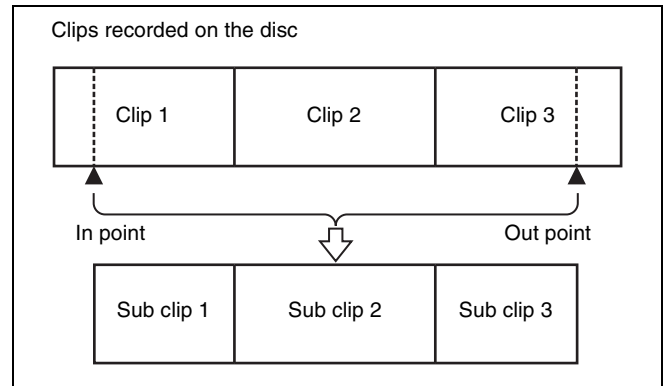 Clips recorded on the disc
Clip 1 Clip 2 Clip 3
In point Out point
Sub clip 1 Sub clip 2 Sub clip 3